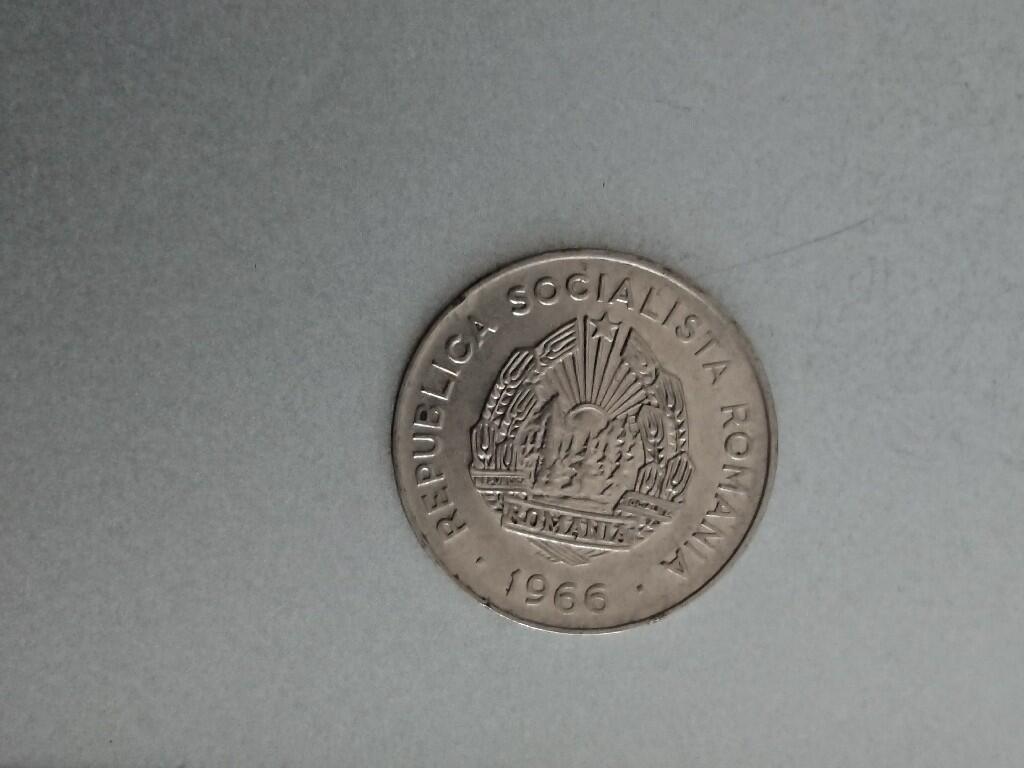 REPUBLICA SOCIALISTA ROMANIA
ROMANIA
· 1966 ·